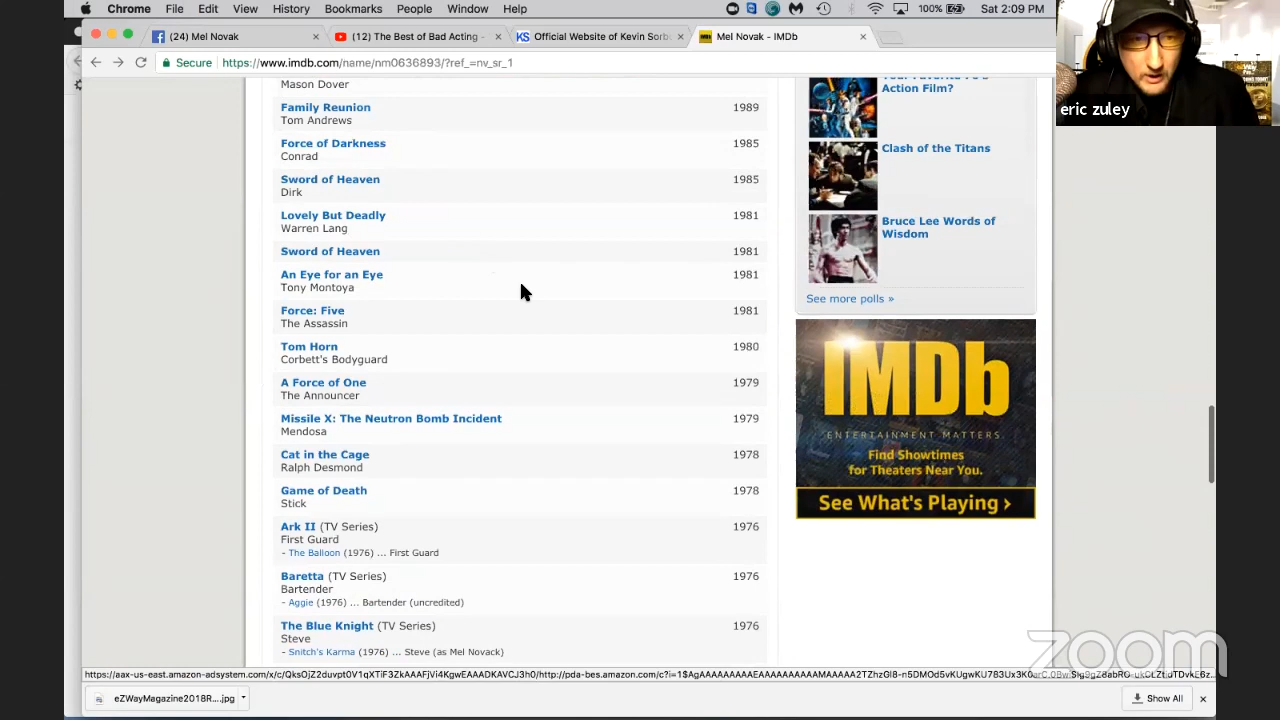 Chrome File Edit View History Bookmarks People Window Help 100% Sat 2:09 PM
(24) Mel Novak × (12) The Best of Bad Acting - × KS Official Website of Kevin Sorbo × Mel Novak - IMDb ×
Secure https://www.imdb.com/name/nm0636893/?ref_=nv_sr_1
eric zuley
Mason Dover
Family Reunion 1989
Tom Andrews
Force of Darkness 1985
Conrad
Sword of Heaven 1985
Dirk
Lovely But Deadly 1981
Warren Lang
Sword of Heaven 1981
An Eye for an Eye 1981
Tony Montoya
Force: Five 1981
The Assassin
Tom Horn 1980
Corbett's Bodyguard
A Force of One 1979
The Announcer
Missile X: The Neutron Bomb Incident 1979
Mendosa
Cat in the Cage 1978
Ralph Desmond
Game of Death 1978
Stick
Ark II (TV Series) 1976
First Guard
- The Balloon (1976) ... First Guard
Baretta (TV Series) 1976
Bartender
- Aggie (1976) ... Bartender (uncredited)
The Blue Knight (TV Series) 1976
Steve
- Snitch's Karma (1976) ... Steve (as Mel Novack)
Action Film?
Clash of the Titans
Bruce Lee Words of
Wisdom
See more polls »
IMDb
ENTERTAINMENT MATTERS.
Find Showtimes
for Theaters Near You.
See What's Playing ›
zoom
eZWayMagazine2018R....jpg
Show All ×